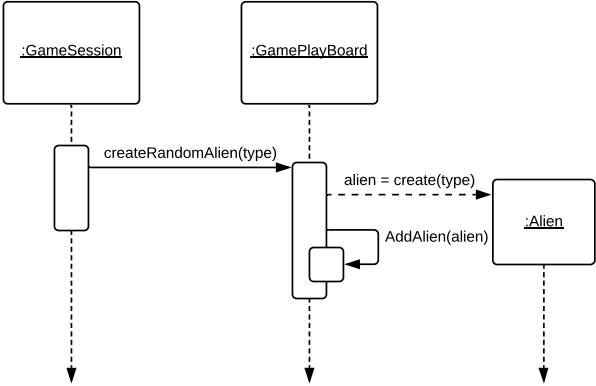 :GameSession
:GamePlayBoard
createRandomAlien(type)
alien = create(type)
:Alien
AddAlien(alien)